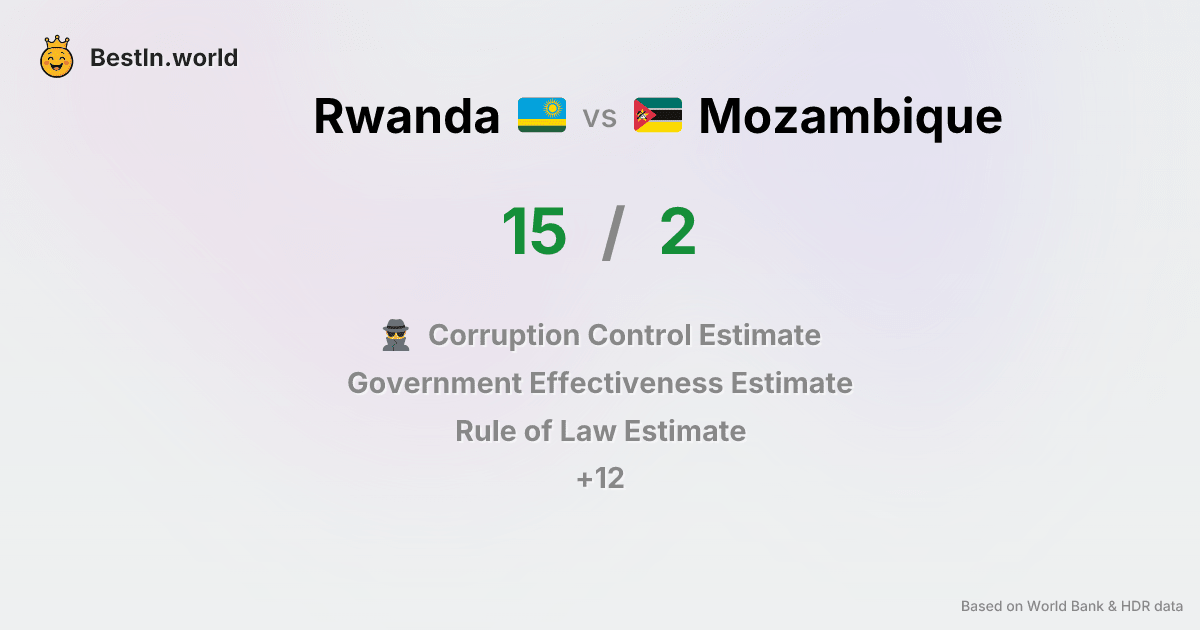 BestIn.world
Rwanda vs Mozambique
15 / 2
Corruption Control Estimate
Government Effectiveness Estimate
Rule of Law Estimate
+12
Based on World Bank & HDR data